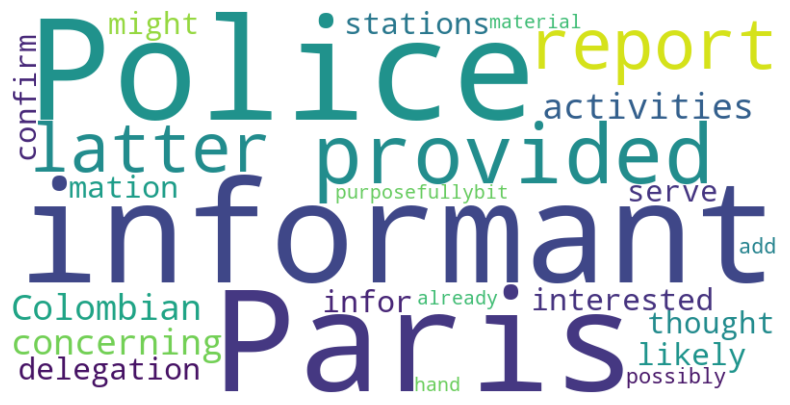 might stations material
Police report
confirm activities
latter provided
mation purposefullybit serve
informant add
Colombian infor already interested
concerning Paris thought
delegation likely
hand possibly